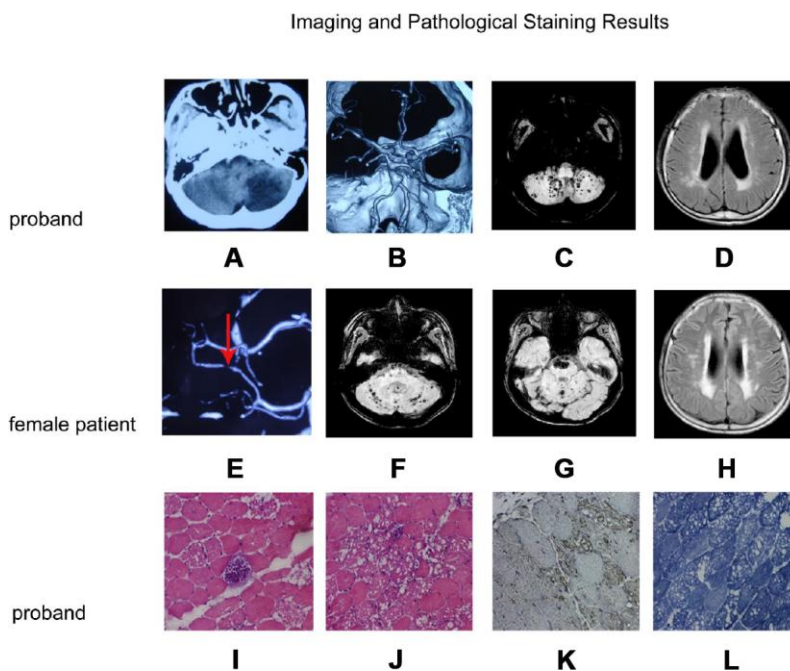 Imaging and Pathological Staining Results
proband
A B C D
female patient
E F G H
proband
I J K L